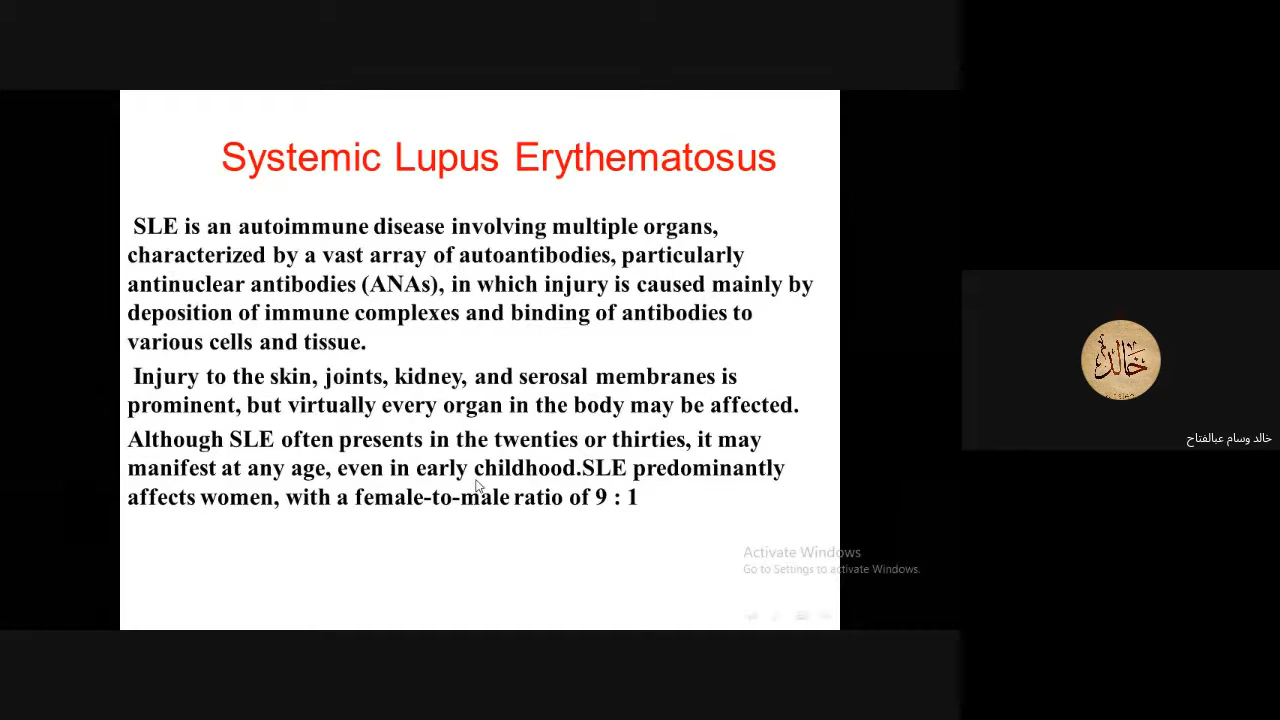 Systemic Lupus Erythematosus
SLE is an autoimmune disease involving multiple organs,
characterized by a vast array of autoantibodies, particularly
antinuclear antibodies (ANAs), in which injury is caused mainly by
deposition of immune complexes and binding of antibodies to
various cells and tissue.
Injury to the skin, joints, kidney, and serosal membranes is
prominent, but virtually every organ in the body may be affected.
Although SLE often presents in the twenties or thirties, it may
manifest at any age, even in early childhood.SLE predominantly
affects women, with a female-to-male ratio of 9 : 1
Activate Windows
Go to Settings to activate Windows.
خالد
خالد وسام عبالفتاح